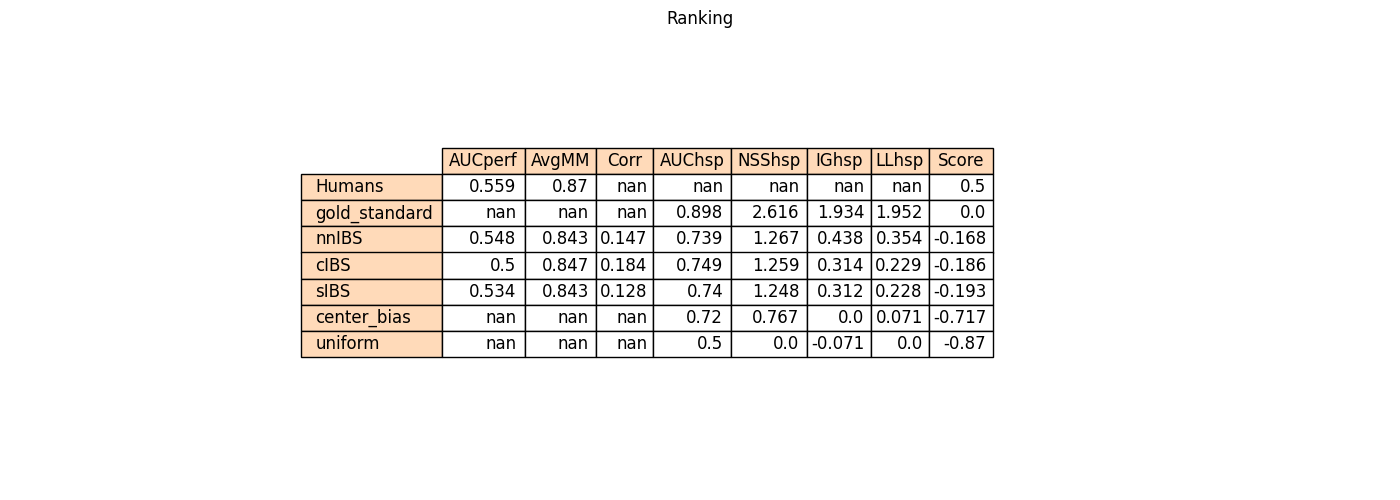 Ranking
AUCperf AvgMM Corr AUChsp NSShsp IGhsp LLhsp Score
Humans 0.559 0.87 nan nan nan nan nan 0.5
gold_standard nan nan nan 0.898 2.616 1.934 1.952 0.0
nnIBS 0.548 0.843 0.147 0.739 1.267 0.438 0.354 -0.168
cIBS 0.5 0.847 0.184 0.749 1.259 0.314 0.229 -0.186
sIBS 0.534 0.843 0.128 0.74 1.248 0.312 0.228 -0.193
center_bias nan nan nan 0.72 0.767 0.0 0.071 -0.717
uniform nan nan nan 0.5 0.0 -0.071 0.0 -0.87